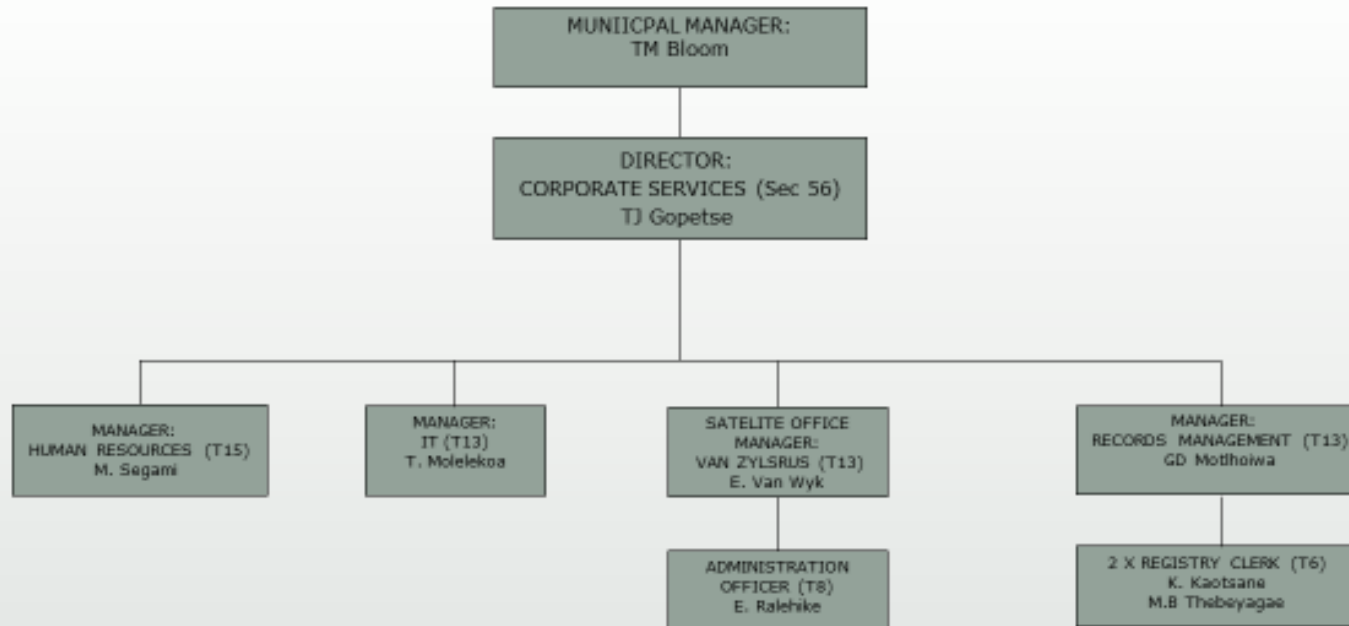 MUNIICPAL MANAGER:
TM Bloom
DIRECTOR:
CORPORATE SERVICES (Sec 56)
TJ Gopetse
MANAGER:
HUMAN RESOURCES (T15)
M. Segami
MANAGER:
IT (T13)
T. Molelekoa
SATELITE OFFICE
MANAGER:
VAN ZYLSRUS (T13)
E. Van Wyk
MANAGER:
RECORDS MANAGEMENT (T13)
GD Motlhoiwa
ADMINISTRATION
OFFICER (T8)
E. Ralehike
2 X REGISTRY CLERK (T6)
K. Kaotsane
M.B Thebeyagae